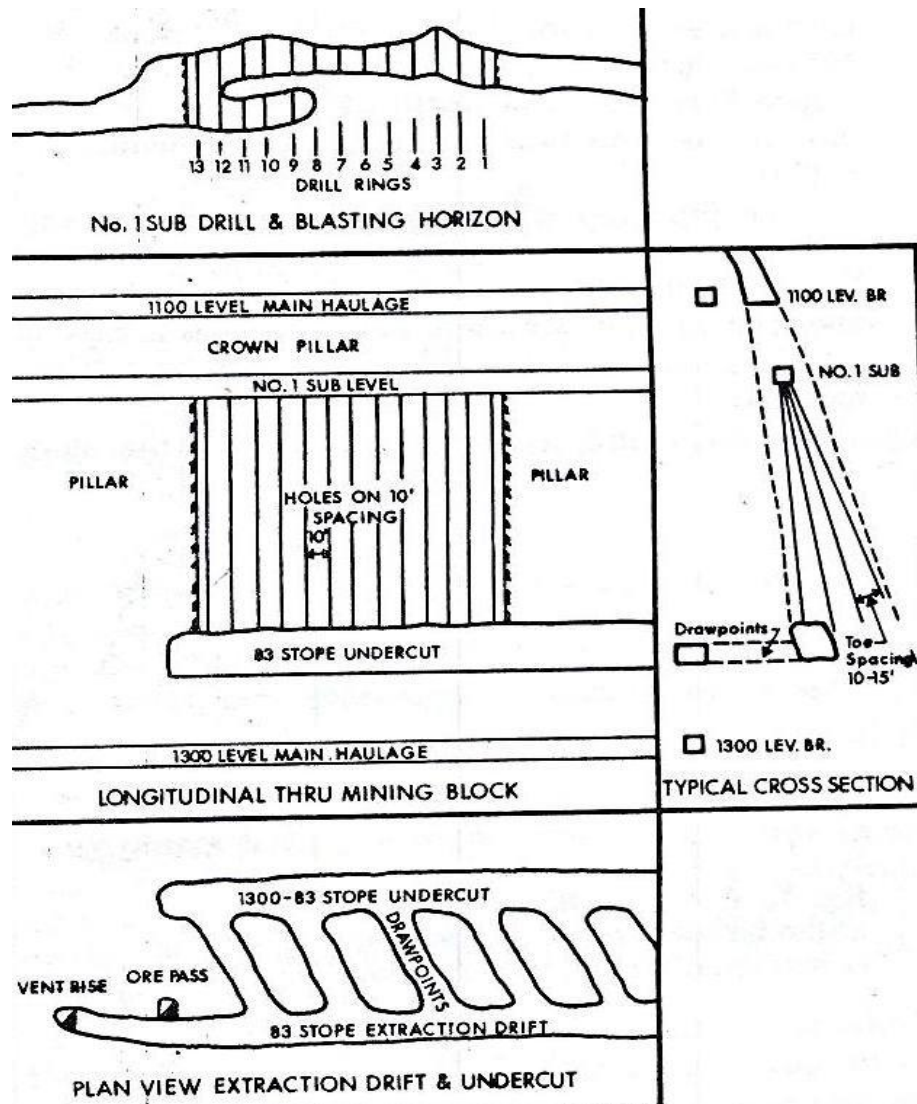 13 12 11 10 9 8 7 6 5 4 3 2 1
DRILL RINGS
No. 1 SUB DRILL & BLASTING HORIZON
1100 LEVEL MAIN HAULAGE
CROWN PILLAR
NO. 1 SUB LEVEL
PILLAR
HOLES ON 10'
SPACING
10'
PILLAR
83 STOPE UNDERCUT
1300 LEVEL MAIN HAULAGE
LONGITUDINAL THRU MINING BLOCK
1100 LEV. BR
NO. 1 SUB
Drawpoints
Toe
Spacing
10-15'
1300 LEV. BR.
TYPICAL CROSS SECTION
1300-83 STOPE UNDERCUT
DRAWPOINTS
VENT RISE
ORE PASS
83 STOPE EXTRACTION DRIFT
PLAN VIEW EXTRACTION DRIFT & UNDERCUT